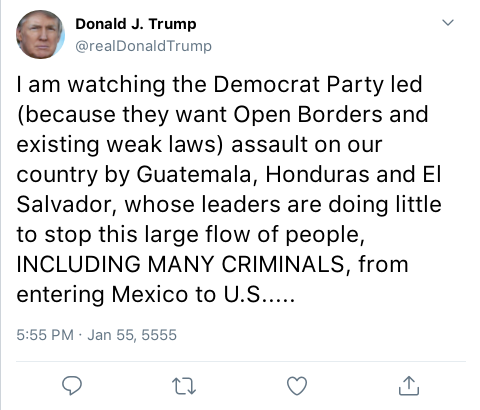 Donald J. Trump
@realDonaldTrump
I am watching the Democrat Party led
(because they want Open Borders and
existing weak laws) assault on our
country by Guatemala, Honduras and El
Salvador, whose leaders are doing little
to stop this large flow of people,
INCLUDING MANY CRIMINALS, from
entering Mexico to U.S.....
5:55 PM · Jan 55, 5555